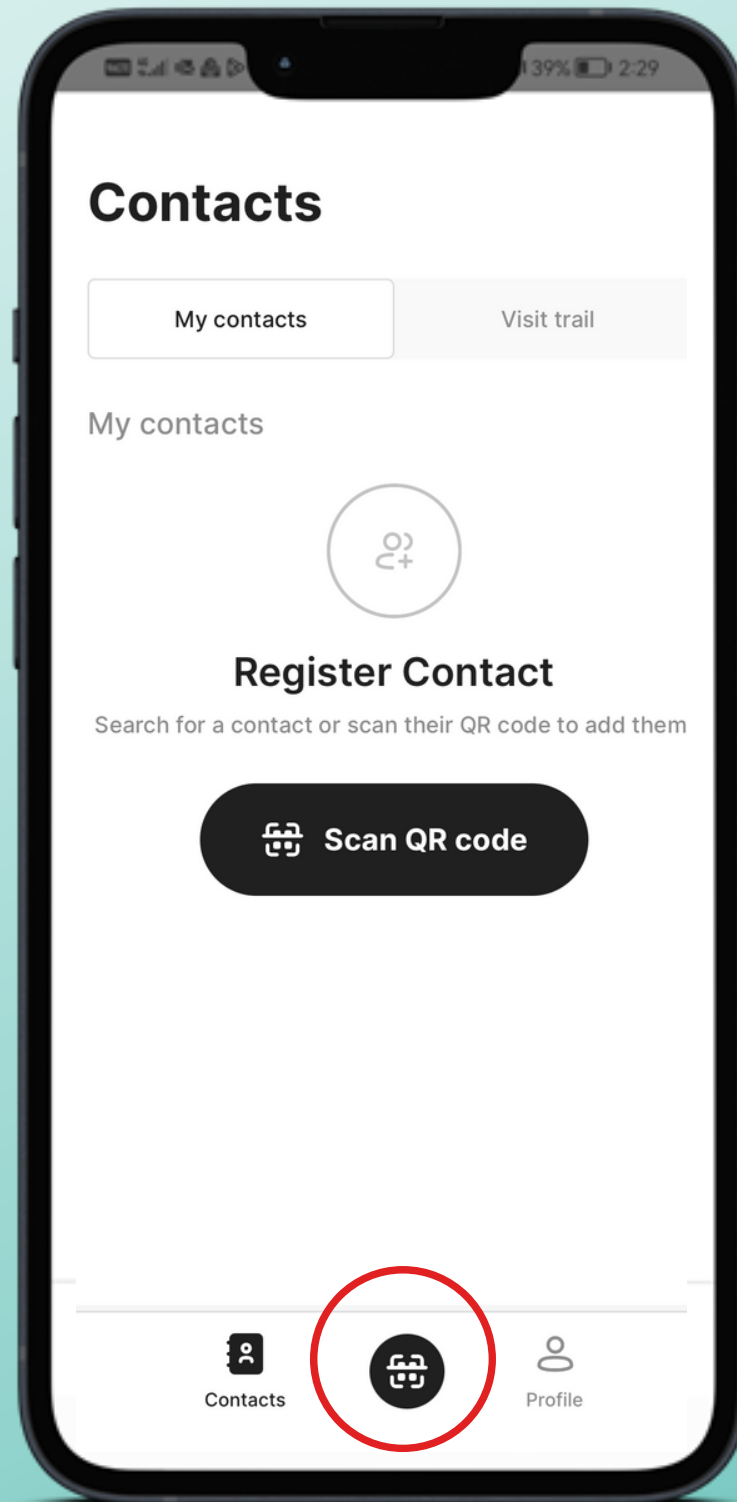 39% 2:29
Contacts
My contacts
Visit trail
My contacts
Register Contact
Search for a contact or scan their QR code to add them
Scan QR code
Contacts
Profile